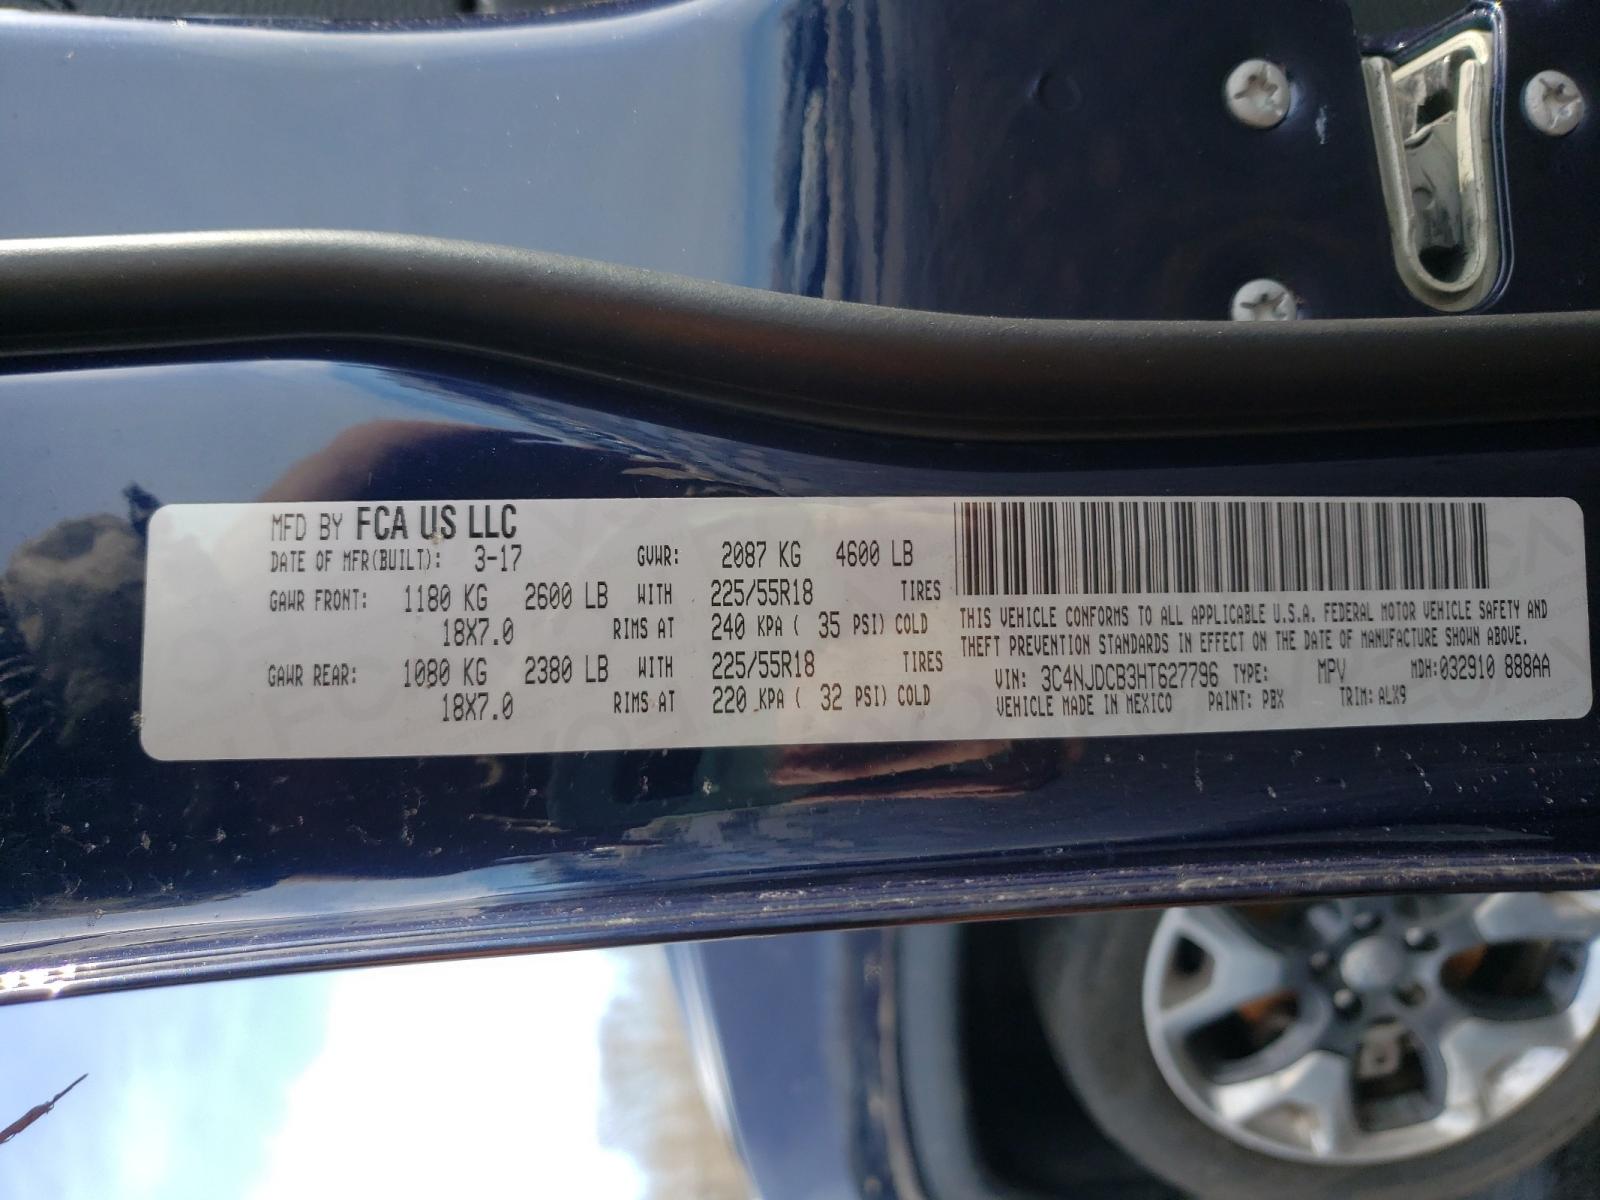 MFD BY FCA US LLC
DATE OF MFR(BUILT): 3-17 GVWR: 2087 KG 4600 LB
GAWR FRONT: 1180 KG 2600 LB WITH 225/55R18 TIRES
18X7.0 RIMS AT 240 KPA ( 35 PSI) COLD
GAWR REAR: 1080 KG 2380 LB WITH 225/55R18 TIRES
18X7.0 RIMS AT 220 KPA ( 32 PSI) COLD
THIS VEHICLE CONFORMS TO ALL APPLICABLE U.S.A. FEDERAL MOTOR VEHICLE SAFETY AND
THEFT PREVENTION STANDARDS IN EFFECT ON THE DATE OF MANUFACTURE SHOWN ABOVE.
VIN: 3C4NJDCB3HT627796 TYPE: MPV MDH:032910 888AA
VEHICLE MADE IN MEXICO PAINT: PBX TRIM: ALX9